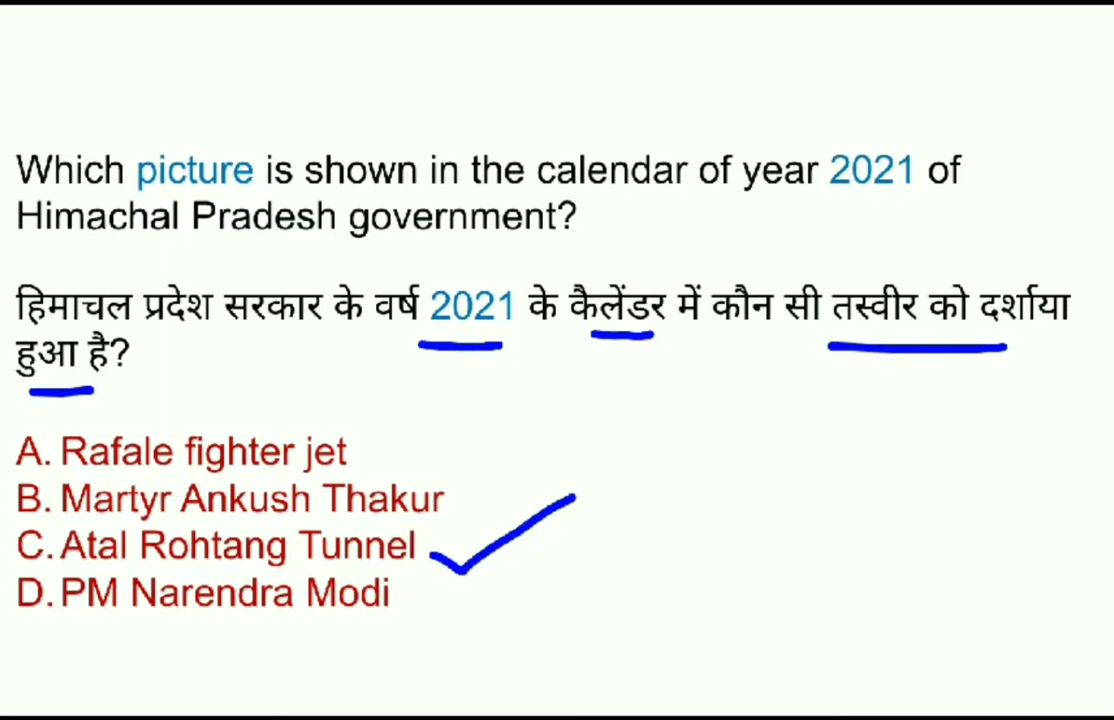 Which picture is shown in the calendar of year 2021 of
Himachal Pradesh government?
हिमाचल प्रदेश सरकार के वर्ष 2021 के कैलेंडर में कौन सी तस्वीर को दर्शाया
हुआ है?
A. Rafale fighter jet
B. Martyr Ankush Thakur
C. Atal Rohtang Tunnel
D. PM Narendra Modi